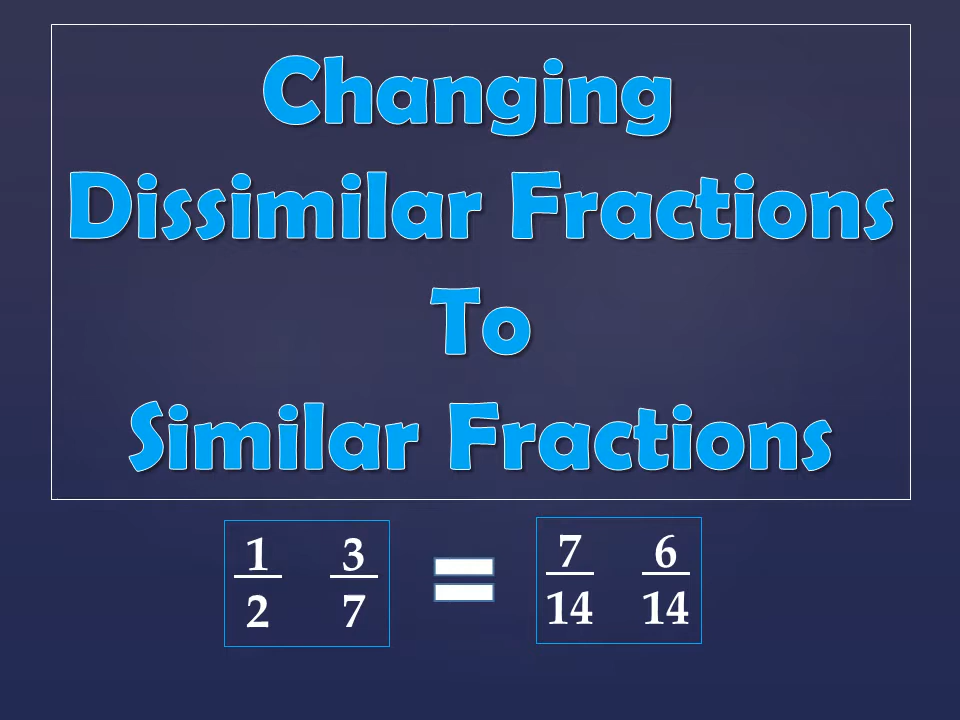 Changing
Dissimilar Fractions
To
Similar Fractions
1 3 = 7 6
2 7 14 14